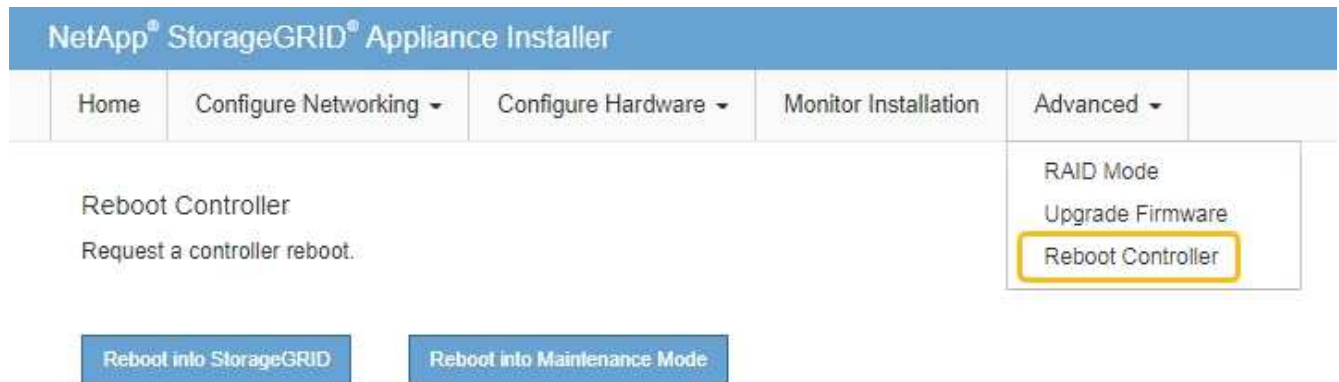 NetApp® StorageGRID® Appliance Installer
Home Configure Networking Configure Hardware Monitor Installation Advanced
RAID Mode
Upgrade Firmware
Reboot Controller
Reboot Controller
Request a controller reboot.
Reboot into StorageGRID Reboot into Maintenance Mode